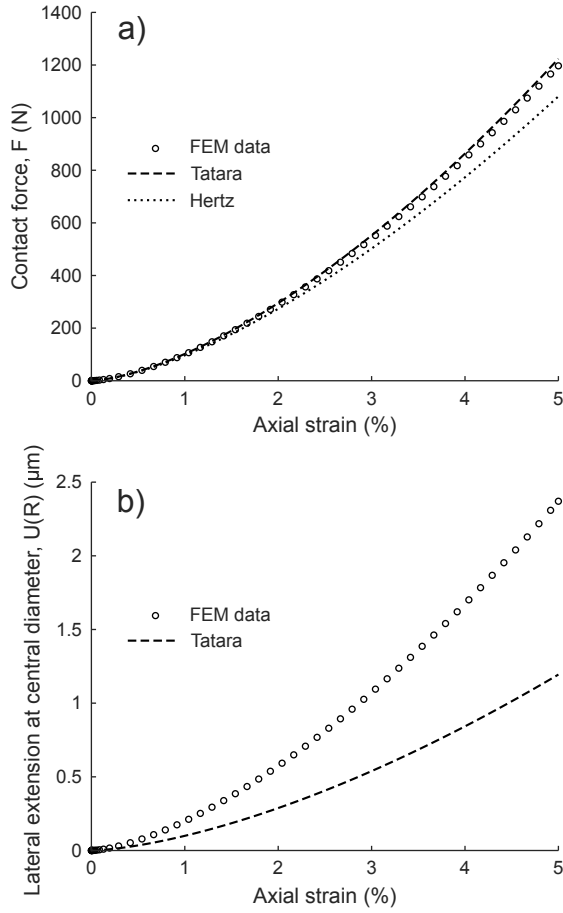 a)
Contact force, F (N)
1400
1200
1000
800
600
400
200
0
FEM data
Tatara
Hertz
0 1 2 3 4 5
Axial strain (%)
b)
Lateral extension at central diameter, U(R) (μm)
2.5
2
1.5
1
0.5
0
FEM data
Tatara
0 1 2 3 4 5
Axial strain (%)